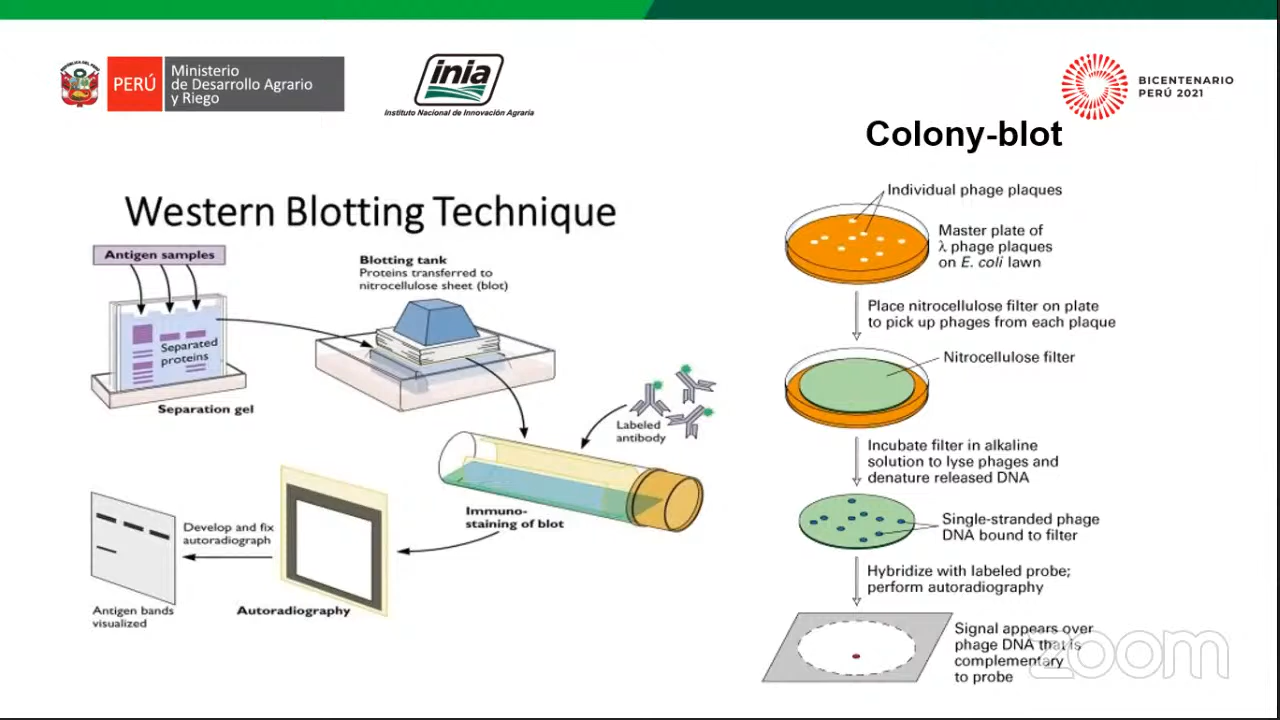 PERÚ
Ministerio
de Desarrollo Agrario
y Riego
inia
Instituto Nacional de Innovación Agraria
BICENTENARIO
PERÚ 2021
Western Blotting Technique
Antigen samples
Separated
proteins
Separation gel
Blotting tank
Proteins transferred to
nitrocellulose sheet (blot)
Labeled
antibody
Immuno-
staining of blot
Autoradiography
Develop and fix
autoradiograph
Antigen bands
visualized
Colony-blot
Individual phage plaques
Master plate of
λ phage plaques
on E. coli lawn
Place nitrocellulose filter on plate
to pick up phages from each plaque
Nitrocellulose filter
Incubate filter in alkaline
solution to lyse phages and
denature released DNA
Single-stranded phage
DNA bound to filter
Hybridize with labeled probe;
perform autoradiography
Signal appears over
phage DNA that is
complementary
to probe
zoom